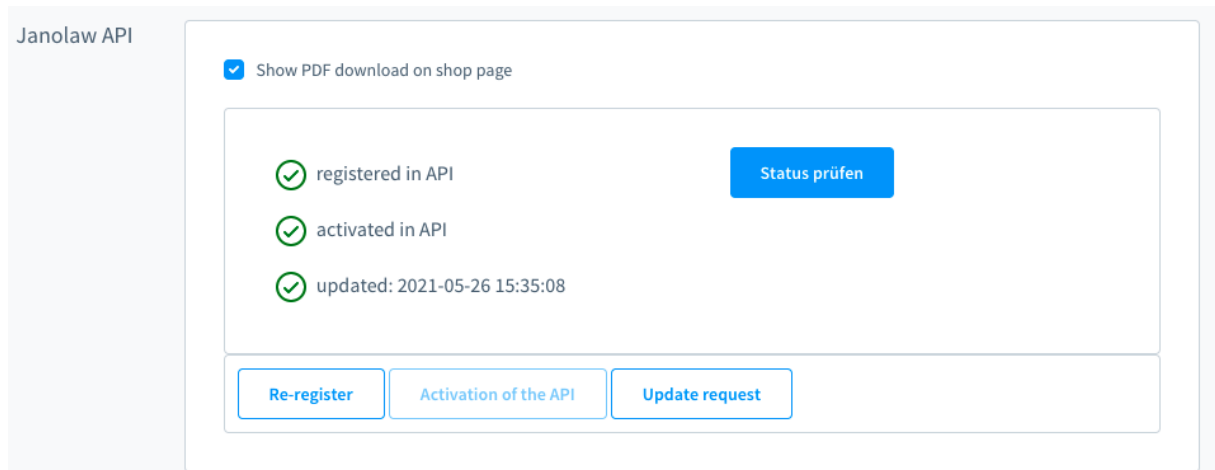 Janolaw API
Show PDF download on shop page
registered in API
Status prüfen
activated in API
updated: 2021-05-26 15:35:08
Re-register
Activation of the API
Update request